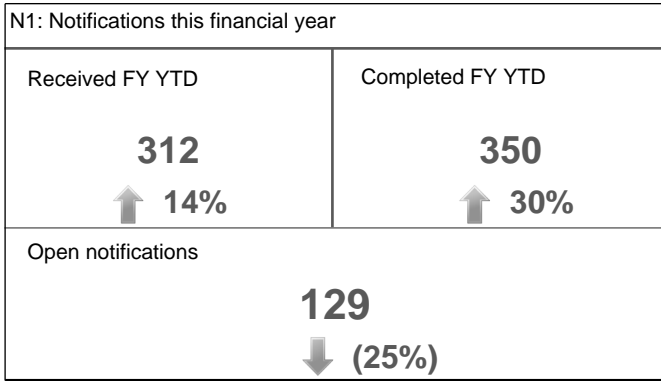 N1: Notifications this financial year
Received FY YTD
312
14%
Completed FY YTD
350
30%
Open notifications
129
(25%)